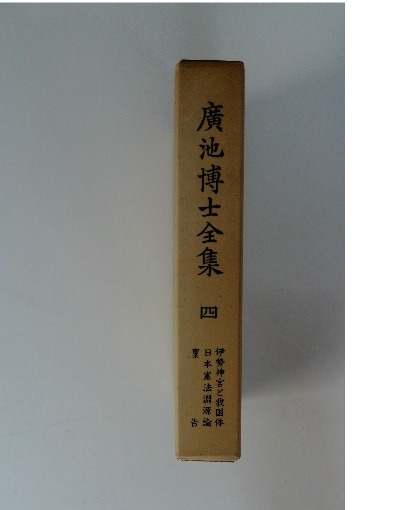 廣池博士全集
四
伊勢神宮と我国体
日本憲法淵源論
稟告